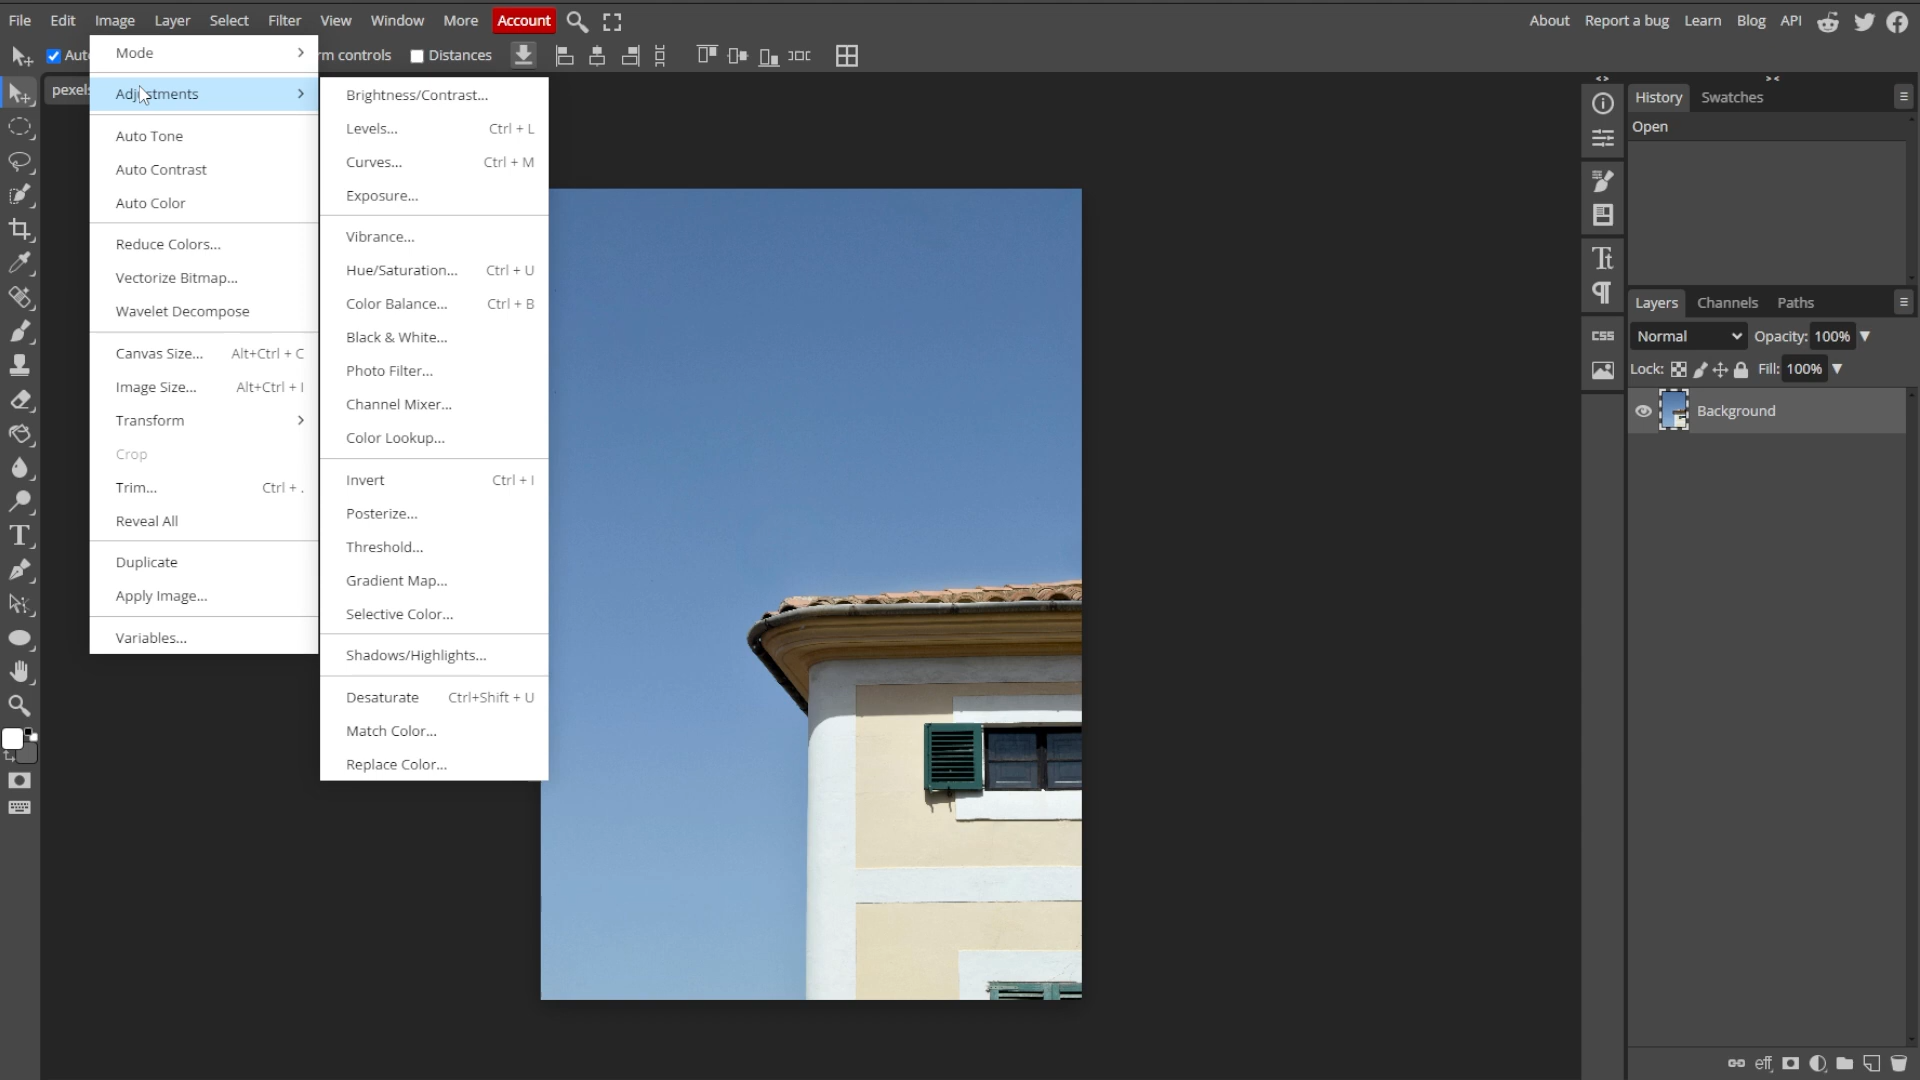 File Edit Image Layer Select Filter View Window More Account About Report a bug Learn Blog API
rm controls Distances
pexels
Mode
Adjustments
Auto Tone
Auto Contrast
Auto Color
Reduce Colors...
Vectorize Bitmap...
Wavelet Decompose
Canvas Size... Alt+Ctrl + C
Image Size... Alt+Ctrl + I
Transform
Crop
Trim... Ctrl + .
Reveal All
Duplicate
Apply Image...
Variables...
Brightness/Contrast...
Levels... Ctrl + L
Curves... Ctrl + M
Exposure...
Vibrance...
Hue/Saturation... Ctrl + U
Color Balance... Ctrl + B
Black & White...
Photo Filter...
Channel Mixer...
Color Lookup...
Invert Ctrl + I
Posterize...
Threshold...
Gradient Map...
Selective Color...
Shadows/Highlights...
Desaturate Ctrl+Shift + U
Match Color...
Replace Color...
CSS
History Swatches
Open
Layers Channels Paths
Normal Opacity: 100%
Lock: Fill: 100%
Background
eff